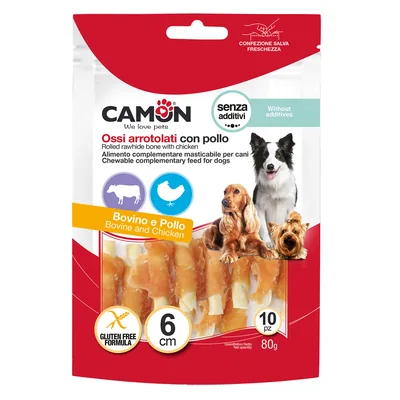 CONFEZIONE SALVA
FRESCHEZZA
CAMON
We love pets
senza
additivi
Without
additives
Ossi arrotolati con pollo
Rolled rawhide bone with chicken
Alimento complementare masticabile per cani
Chewable complementary feed for dogs
Bovino e Pollo
Bovine and Chicken
GLUTEN FREE
FORMULA
6
cm
10
pz
80g